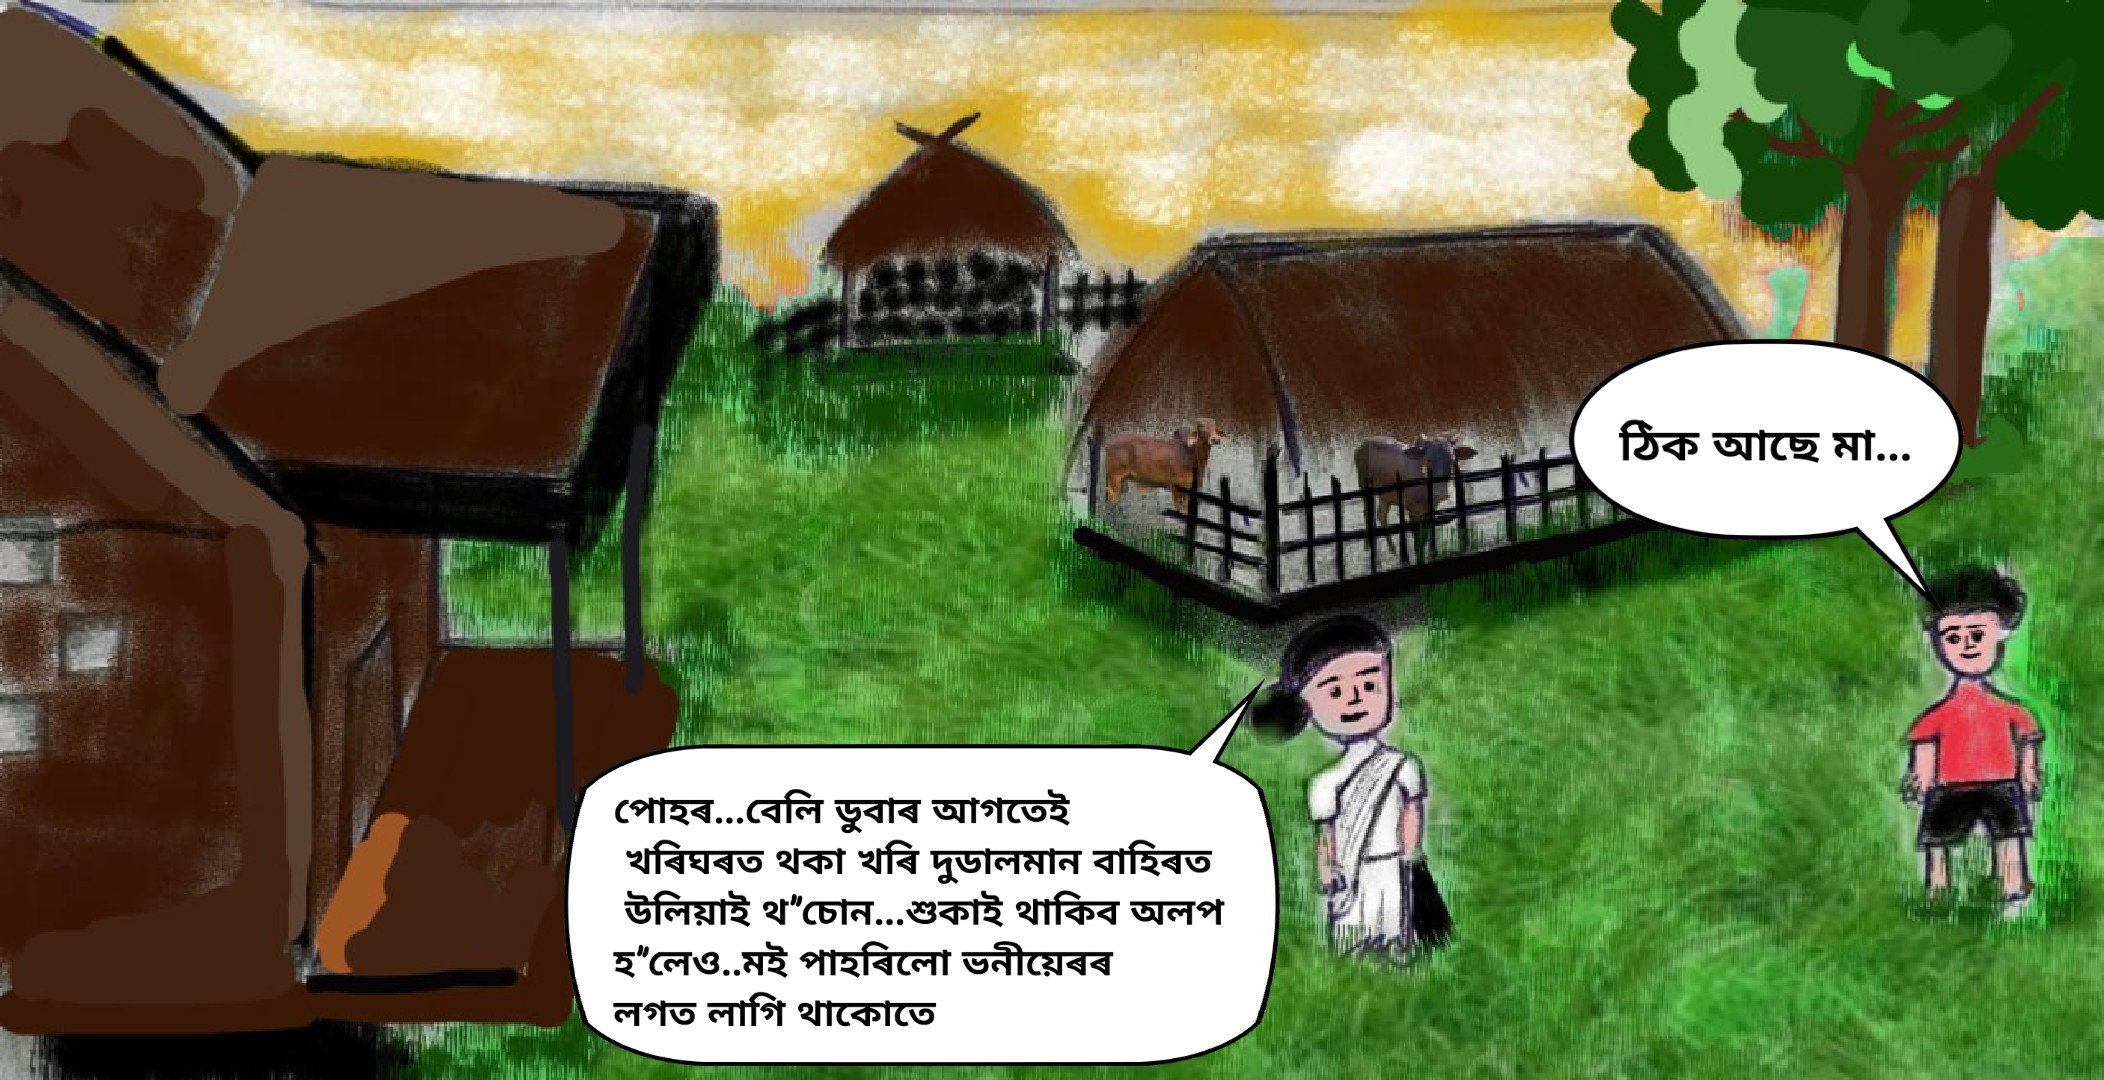 ঠিক আছে মা...
পোহৰ...বেলি ডুবাৰ আগতেই
খৰিঘৰত থকা খৰি দুডালমান বাহিৰত
উলিয়াই থ"চোন...শুকাই থাকিব অলপ
হ"লেও..মই পাহৰিলো ভনীয়েৰৰ
লগত লাগি থাকোতে